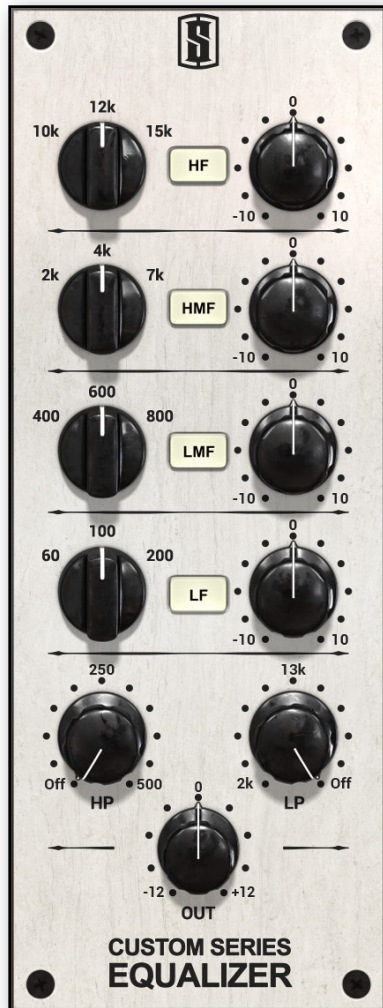 S
12k 0
10k 15k HF
-10 10
4k 0
2k 7k HMF
-10 10
600 0
400 800 LMF
-10 10
100 0
60 200 LF
-10 10
250 13k
Off 500 2k Off
HP 0 LP
-12 +12
OUT
CUSTOM SERIES
EQUALIZER